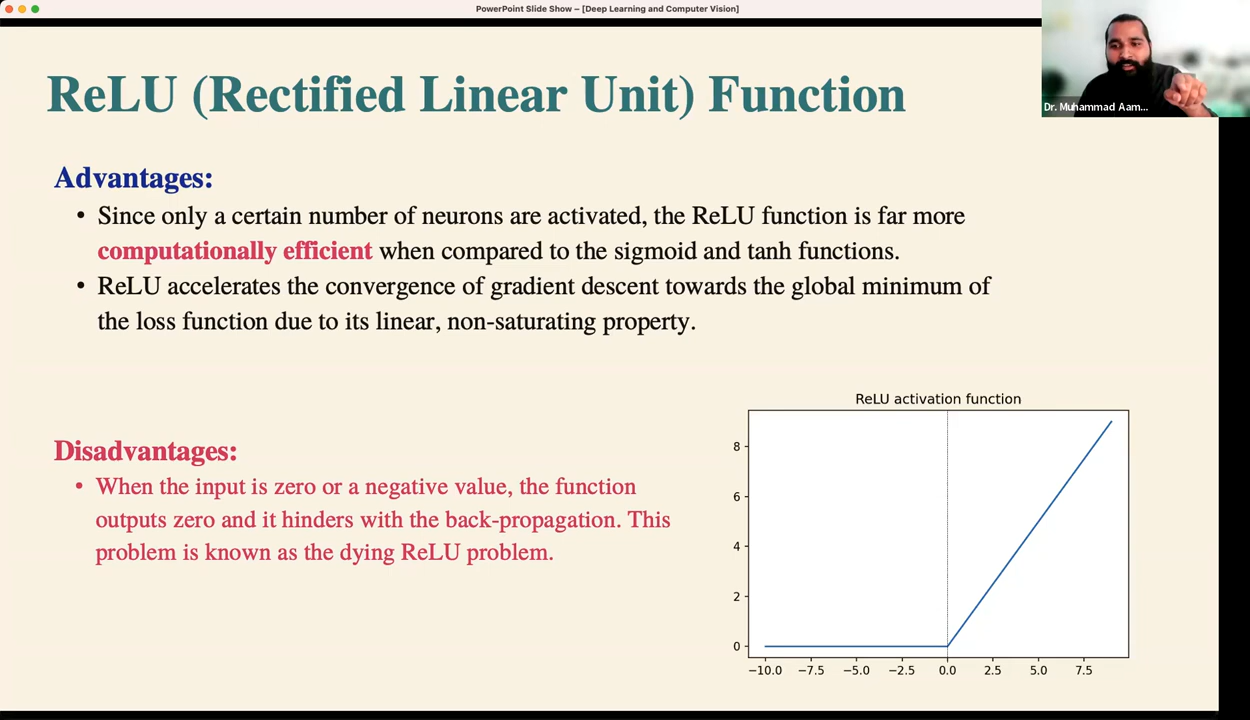 PowerPoint Slide Show – [Deep Learning and Computer Vision]
Dr. Muhammad Aam...
ReLU (Rectified Linear Unit) Function
Advantages:
• Since only a certain number of neurons are activated, the ReLU function is far more
computationally efficient when compared to the sigmoid and tanh functions.
• ReLU accelerates the convergence of gradient descent towards the global minimum of
the loss function due to its linear, non-saturating property.
Disadvantages:
• When the input is zero or a negative value, the function
outputs zero and it hinders with the back-propagation. This
problem is known as the dying ReLU problem.
ReLU activation function
8
6
4
2
0
−10.0 −7.5 −5.0 −2.5 0.0 2.5 5.0 7.5